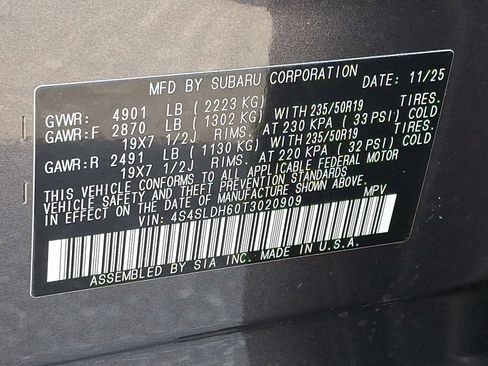 MFD BY SUBARU CORPORATION DATE: 11/25
GVWR: 4901 LB ( 2223 KG)
GAWR:F 2870 LB ( 1302 KG) WITH 235/50R19 TIRES.
19X7 1/2J RIMS. AT 230 KPA ( 33 PSI) COLD
GAWR:R 2491 LB ( 1130 KG) WITH 235/50R19 TIRES.
19X7 1/2J RIMS. AT 220 KPA ( 32 PSI) COLD
THIS VEHICLE CONFORMS TO ALL APPLICABLE FEDERAL MOTOR
VEHICLE SAFETY AND THEFT PREVENTION STANDARDS
IN EFFECT ON THE DATE OF MANUFACTURE SHOWN ABOVE.
VIN: 4S4SLDH60T3020909 MPV
ASSEMBLED BY SIA INC. MADE IN U.S.A.